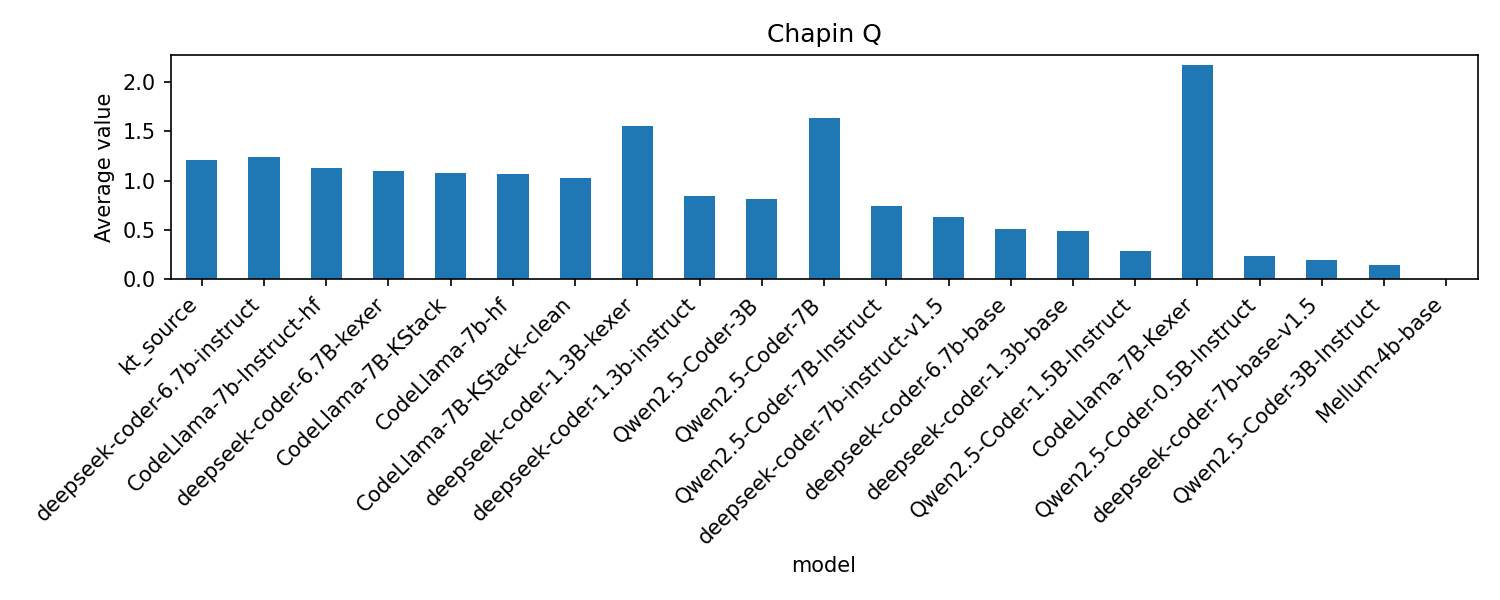 Chapin Q
Average value
2.0
1.5
1.0
0.5
0.0
kt_source
deepseek-coder-6.7b-instruct
CodeLlama-7b-Instruct-hf
deepseek-coder-6.7B-kexer
CodeLlama-7B-KStack
CodeLlama-7b-hf
CodeLlama-7B-KStack-clean
deepseek-coder-1.3B-kexer
deepseek-coder-1.3b-instruct
Qwen2.5-Coder-3B
Qwen2.5-Coder-7B
Qwen2.5-Coder-7B-Instruct
deepseek-coder-7b-instruct-v1.5
deepseek-coder-6.7b-base
deepseek-coder-1.3b-base
Qwen2.5-Coder-1.5B-Instruct
CodeLlama-7B-Kexer
Qwen2.5-Coder-0.5B-Instruct
deepseek-coder-7b-base-v1.5
Qwen2.5-Coder-3B-Instruct
Mellum-4b-base
model